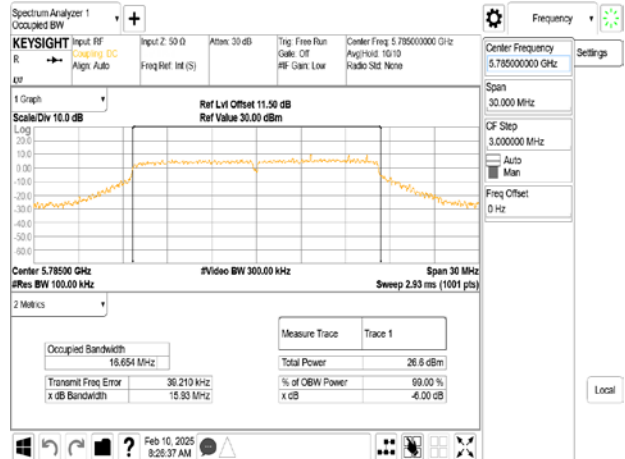 Spectrum Analyzer 1
Occupied BW
+
Frequency
KEYSIGHT
R
Input: RF
Coupling: DC
Align: Auto
Input Z: 50 Ω
Freq Ref: Int (S)
Atten: 30 dB
Trig: Free Run
Gate: Off
#IF Gain: Low
Center Freq: 5.785000000 GHz
Avg|Hold: 10/10
Radio Std: None
1 Graph
Scale/Div 10.0 dB
Ref Lvl Offset 11.50 dB
Ref Value 30.00 dBm
Log
20.0
10.0
0.00
-10.0
-20.0
-30.0
-40.0
-50.0
-60.0
Center 5.78500 GHz
#Res BW 100.00 kHz
#Video BW 300.00 kHz
Span 30 MHz
Sweep 2.93 ms (1001 pts)
2 Metrics
Occupied Bandwidth
16.654 MHz
Transmit Freq Error 39.210 kHz
x dB Bandwidth 15.93 MHz
Measure Trace Trace 1
Total Power 26.6 dBm
% of OBW Power 99.00 %
x dB -6.00 dB
Center Frequency
5.785000000 GHz
Settings
Span
30.000 MHz
CF Step
3.000000 MHz
Auto
Man
Freq Offset
0 Hz
Local
?
Feb 10, 2025
8:26:37 AM